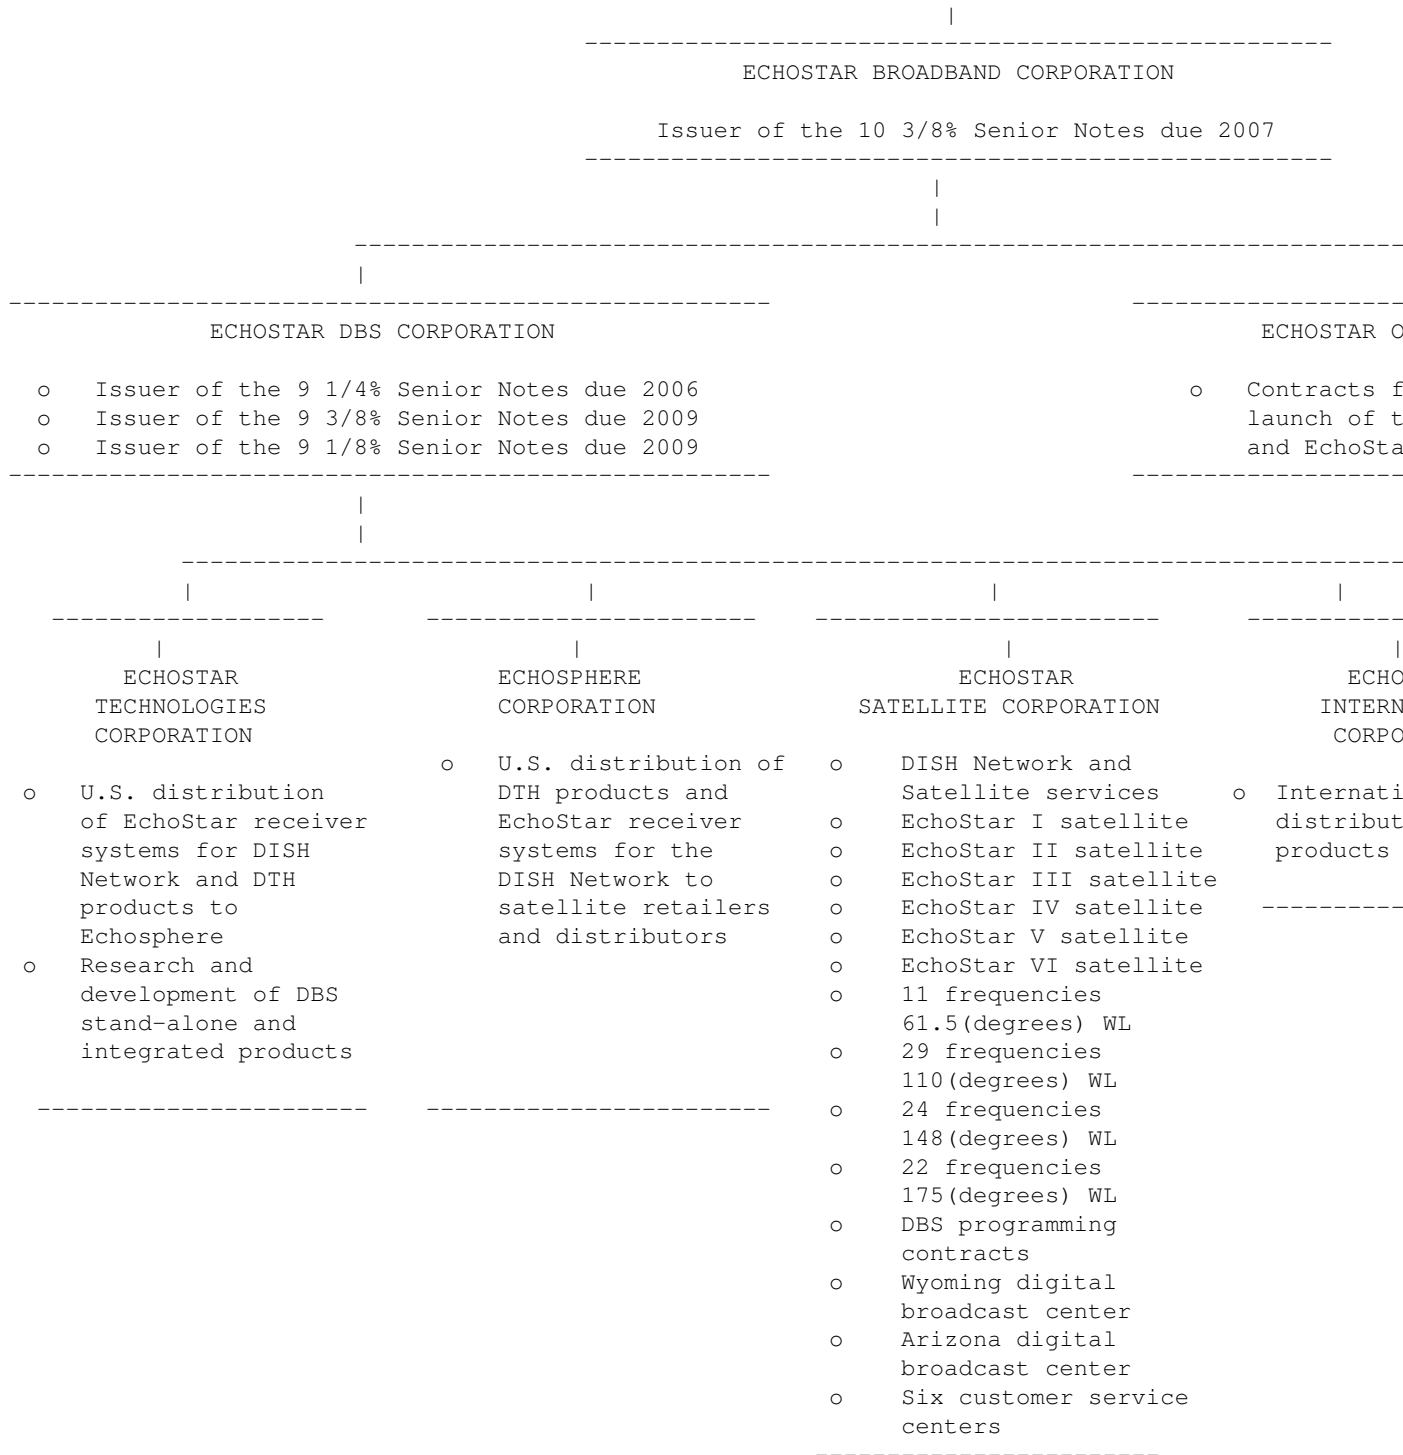 ECHOSTAR BROADBAND CORPORATION
Issuer of the 10 3/8% Senior Notes due 2007
ECHOSTAR DBS CORPORATION
o Issuer of the 9 1/4% Senior Notes due 2006
o Issuer of the 9 3/8% Senior Notes due 2009
o Issuer of the 9 1/8% Senior Notes due 2009
ECHOSTAR
o Contracts
launch of
and
ECHOSTAR
TECHNOLOGIES
CORPORATION
o U.S. distribution
of EchoStar receiver
systems for DISH
Network and DTH
products to
Echosphere
o Research and
development of DBS
stand-alone and
integrated products
ECHOSPHERE
CORPORATION
o U.S. distribution of
DTH products and
EchoStar receiver
systems for the
DISH Network to
satellite retailers
and distributors
ECHOSTAR
SATELLITE CORPORATION
o DISH Network and
Satellite services
o EchoStar I satellite
o EchoStar II satellite
o EchoStar III satellite
o EchoStar IV satellite
o EchoStar V satellite
o EchoStar VI satellite
o 11 frequencies
61.5(degrees) WL
o 29 frequencies
110(degrees) WL
o 24 frequencies
148(degrees) WL
o 22 frequencies
175(degrees) WL
o DBS programming
contracts
o Wyoming digital
broadcast center
o Arizona digital
broadcast center
o Six customer service
centers
ECHO
INTERN
CORPO
o Internati
distribut
products